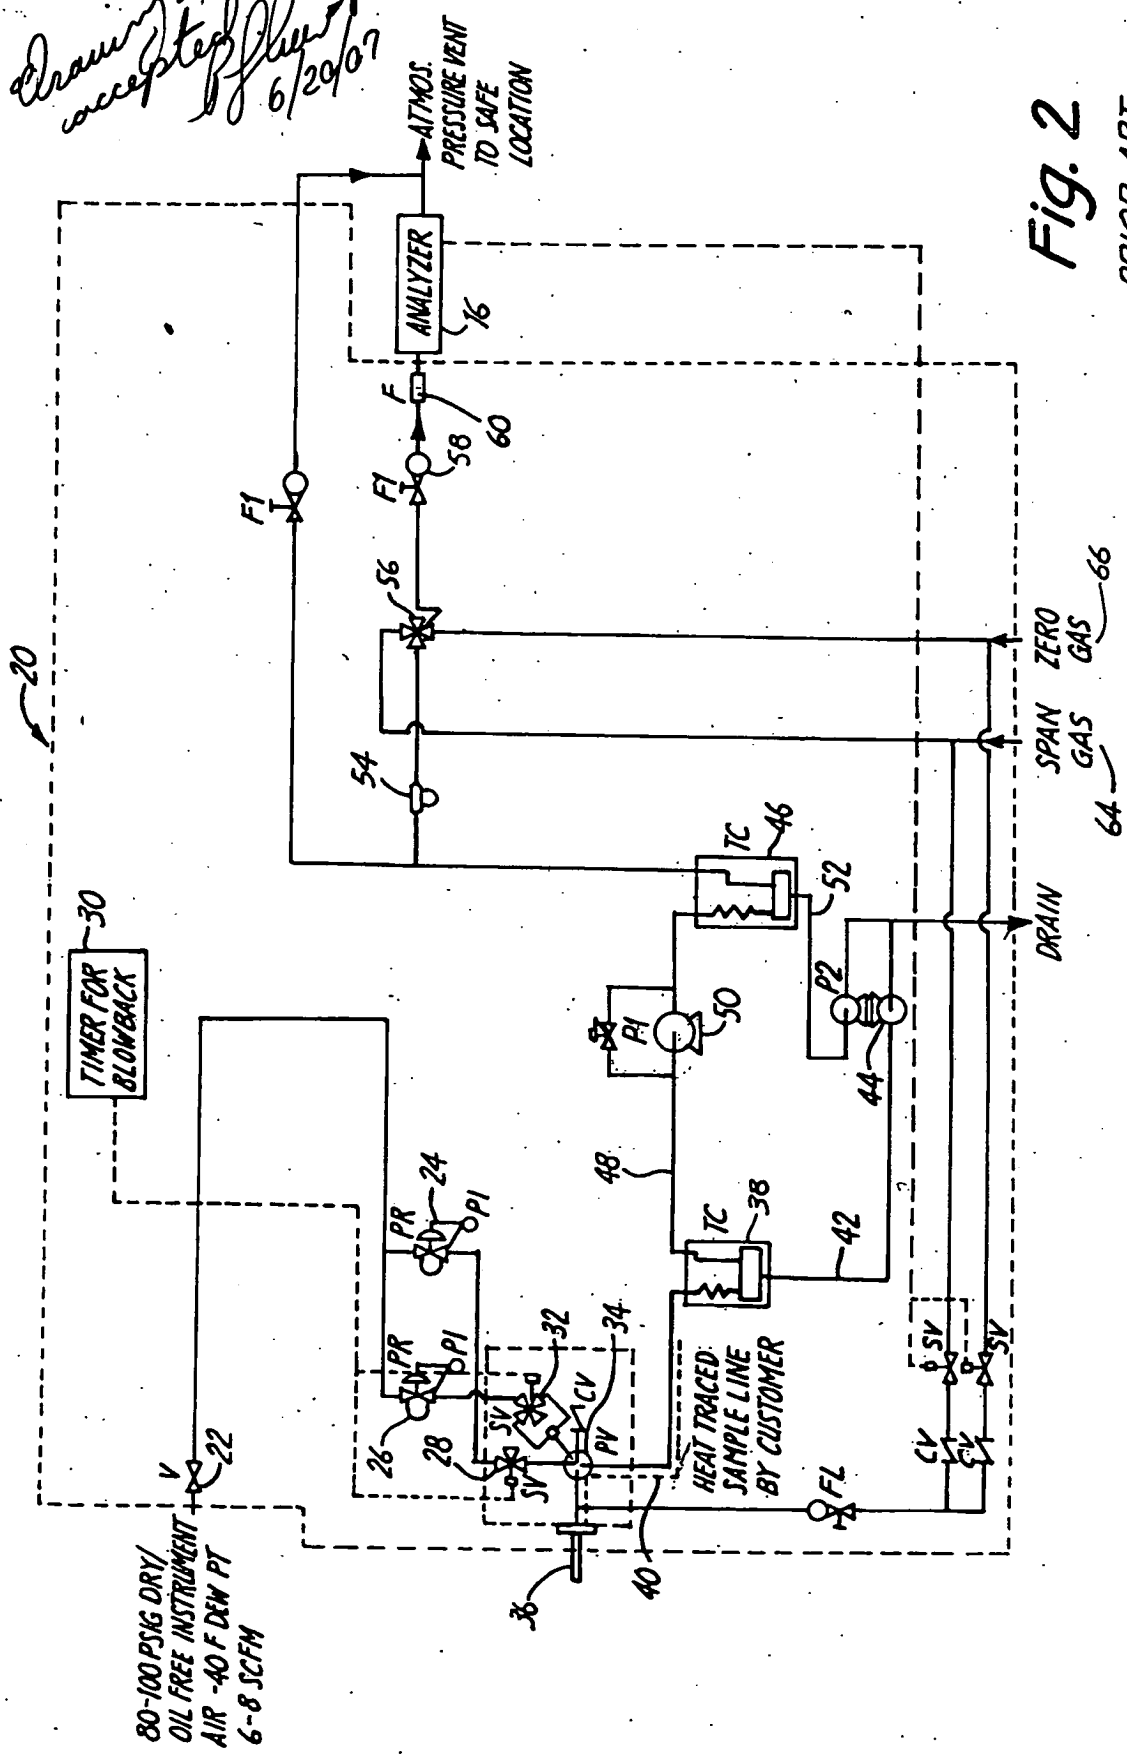 accepted
6/20/07
20
30
TIMER FOR
BLOWBACK
80-100 PSIG DRY/
OIL FREE INSTRUMENT
AIR -40 F DEW PT
6-8 SCFM
V
22
PR
24
PI
PR
PI
26
28
SV
SV
32
34
CV
PV
36
40
HEAT TRACED
SAMPLE LINE
BY CUSTOMER
TC
38
42
48
P1
50
TC
46
52
P2
44
54
56
F1
F1
58
F
60
ANALYZER
16
ATMOS.
PRESSURE VENT
TO SAFE
LOCATION
FL
CV
CV
SV
SV
DRAIN
SPAN
GAS
64
ZERO
GAS
66
Fig. 2
PRIOR ART